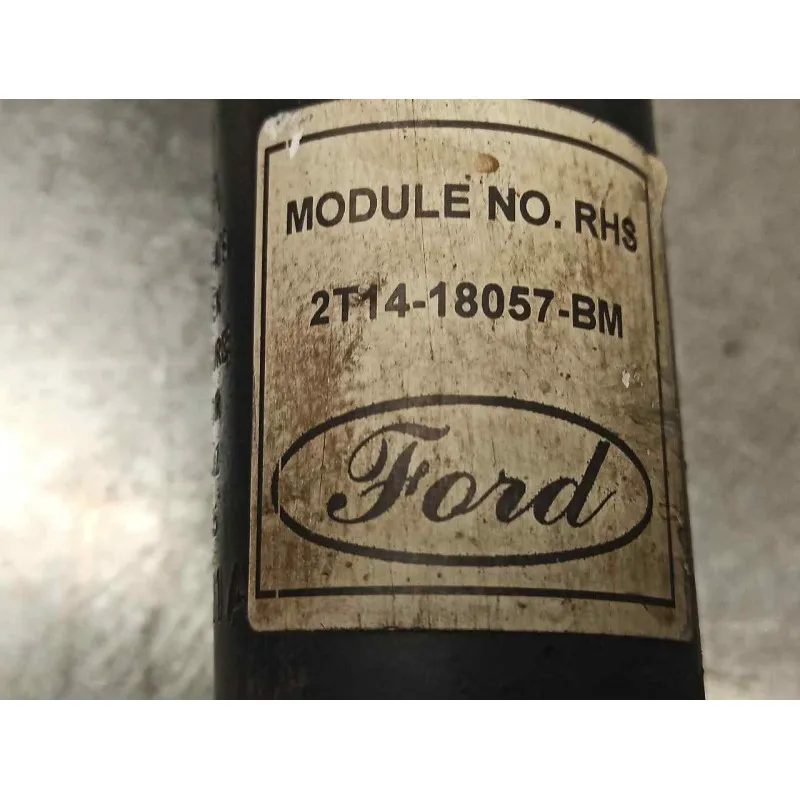 MODULE NO. RHS
2T14-18057-BM
Ford